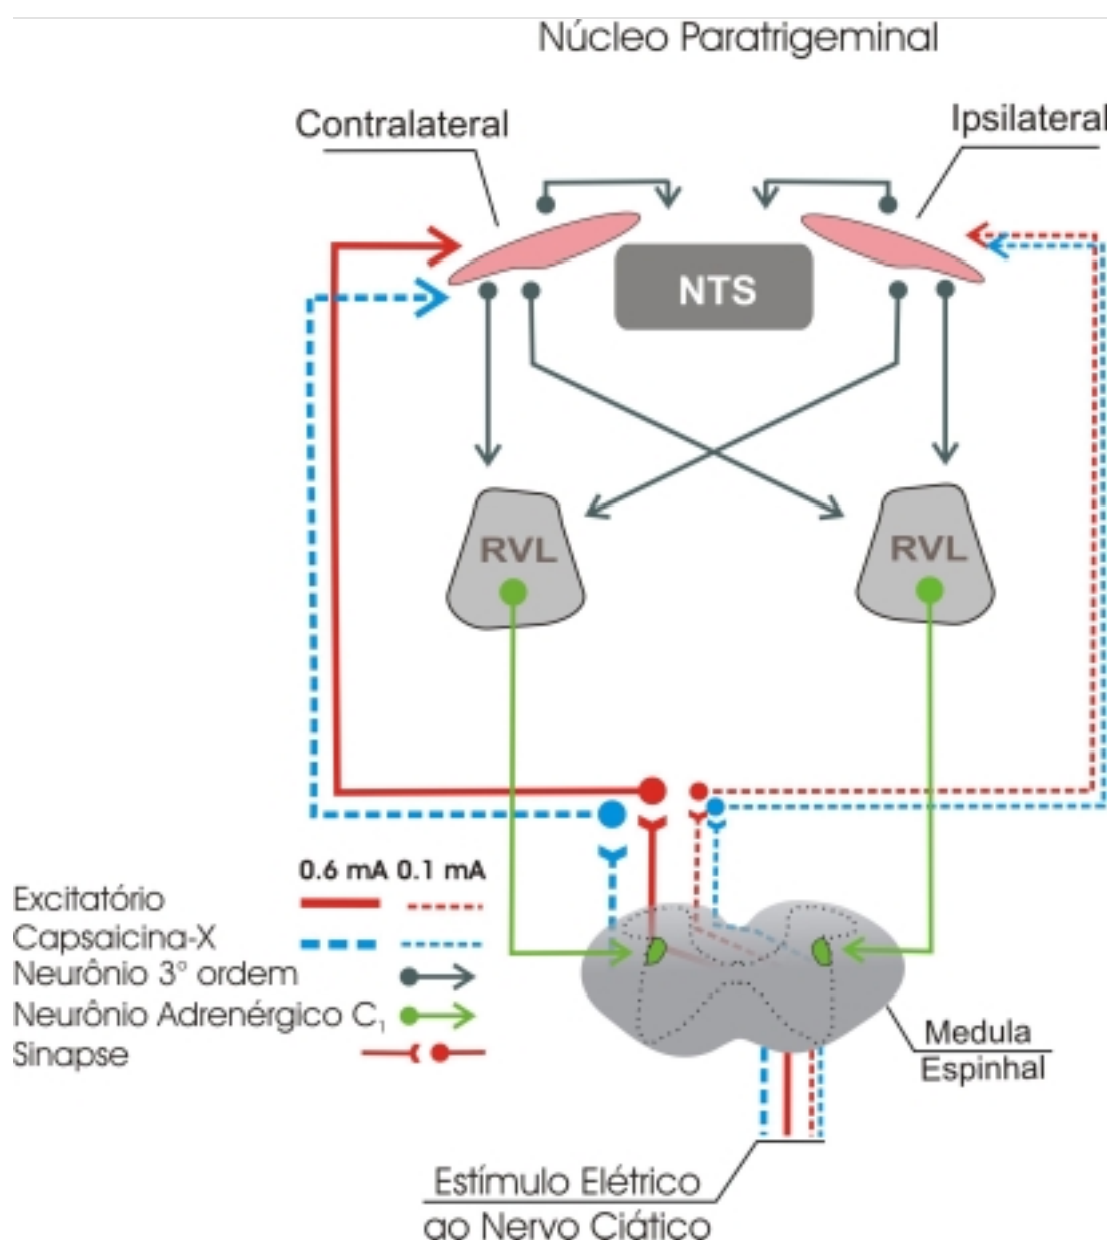 Núcleo Paratrigeminal
Contralateral
Ipsilateral
NTS
RVL
RVL
0.6 mA 0.1 mA
Excitatório
Capsaicina-X
Neurônio 3° ordem
Neurônio Adrenérgico C₁
Sinapse
Medula
Espinhal
Estímulo Elétrico
ao Nervo Ciático